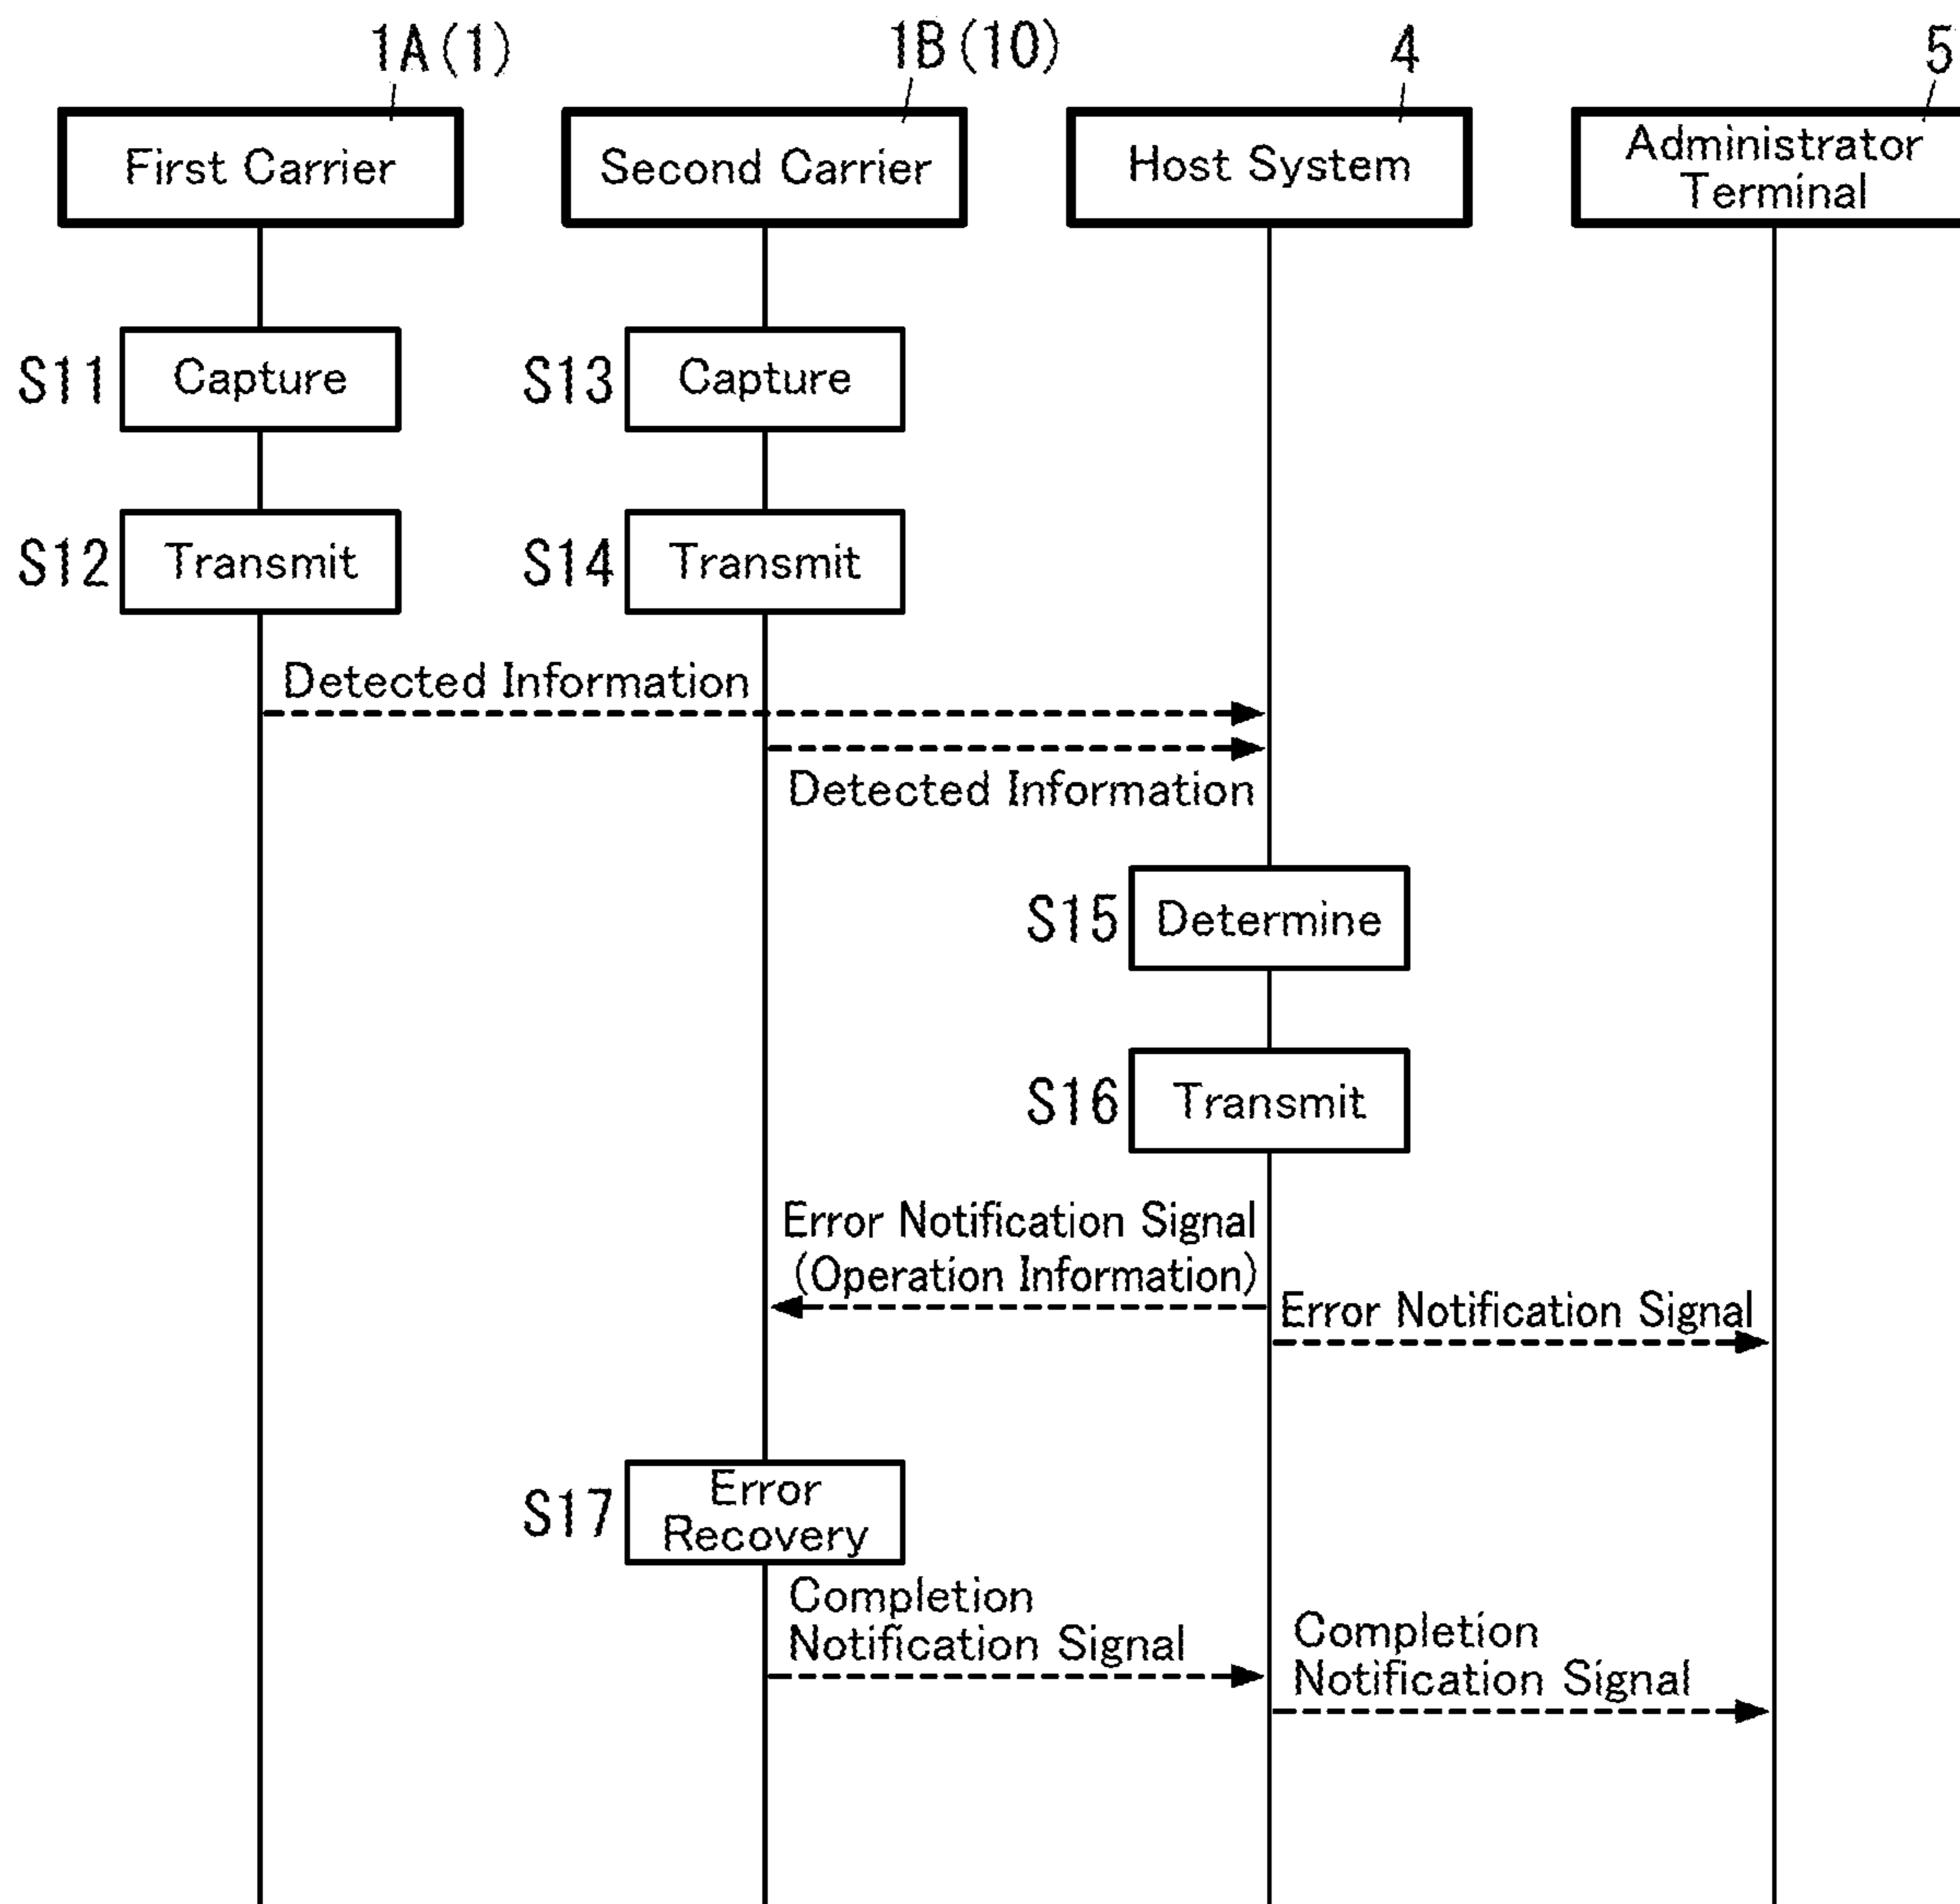 1A(1)
1B(10)
4
5
First Carrier
Second Carrier
Host System
Administrator
Terminal
S11
Capture
S13
Capture
S12
Transmit
S14
Transmit
Detected Information
Detected Information
S15
Determine
S16
Transmit
Error Notification Signal
(Operation Information)
Error Notification Signal
S17
Error
Recovery
Completion
Notification Signal
Completion
Notification Signal